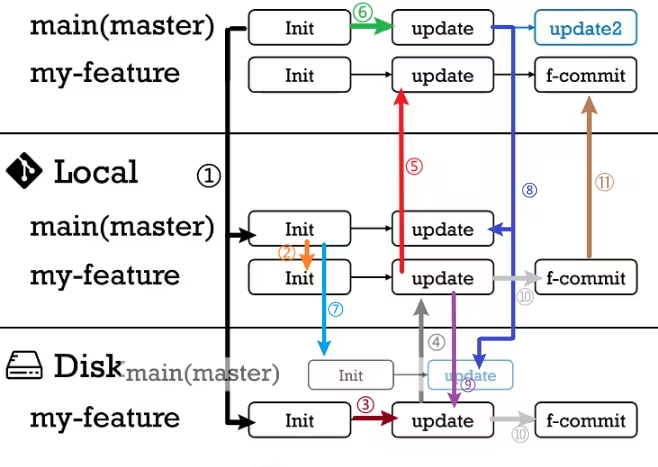 main(master) Init ⑥ update update2
my-feature Init update f-commit
Local ① ⑤ ⑪ ⑧
main(master) Init update
② my-feature Init update f-commit
⑦ ⑩
④
Disk main(master) Init update
⑨
my-feature Init ③ update f-commit
⑩